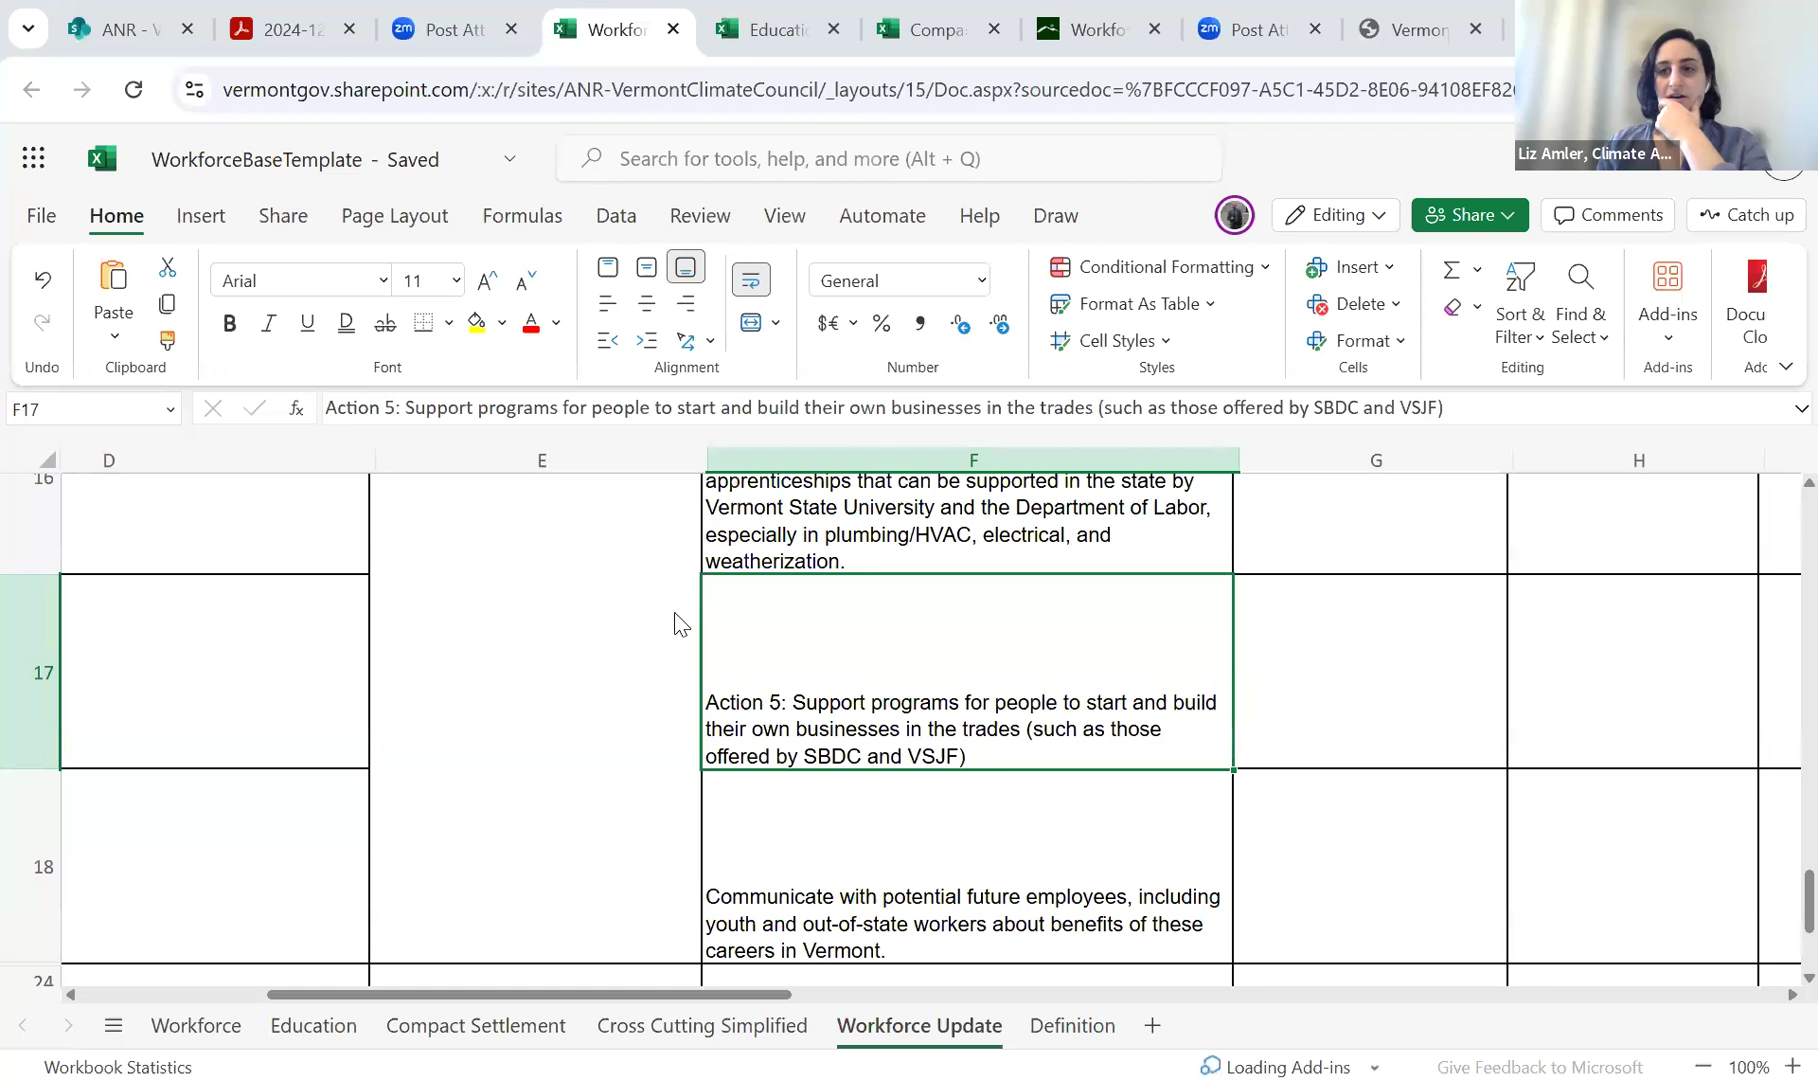 ANR - V
2024-12
Post Att
Workfor
Educatio
Compa
Workfo
Post Att
Vermon
vermontgov.sharepoint.com/:x:/r/sites/ANR-VermontClimateCouncil/_layouts/15/Doc.aspx?sourcedoc=%7BFCCCF097-A5C1-45D2-8E06-94108EF82
Liz Amler, Climate A...
WorkforceBaseTemplate - Saved
Search for tools, help, and more (Alt + Q)
File Home Insert Share Page Layout Formulas Data Review View Automate Help Draw
Editing Share Comments Catch up
Paste
Arial 11
General
$€ % 9
Conditional Formatting
Format As Table
Cell Styles
Insert
Delete
Format
Sort & Filter
Find & Select
Add-ins
Docu
Clo
Undo Clipboard Font Alignment Number Styles Cells Editing Add-ins Adc
F17
fx
Action 5: Support programs for people to start and build their own businesses in the trades (such as those offered by SBDC and VSJF)
D E F G H
16
apprenticeships that can be supported in the state by
Vermont State University and the Department of Labor,
especially in plumbing/HVAC, electrical, and
weatherization.
17
Action 5: Support programs for people to start and build
their own businesses in the trades (such as those
offered by SBDC and VSJF)
18
Communicate with potential future employees, including
youth and out-of-state workers about benefits of these
careers in Vermont.
24
Workforce Education Compact Settlement Cross Cutting Simplified Workforce Update Definition
Workbook Statistics
Loading Add-ins
Give Feedback to Microsoft
100%